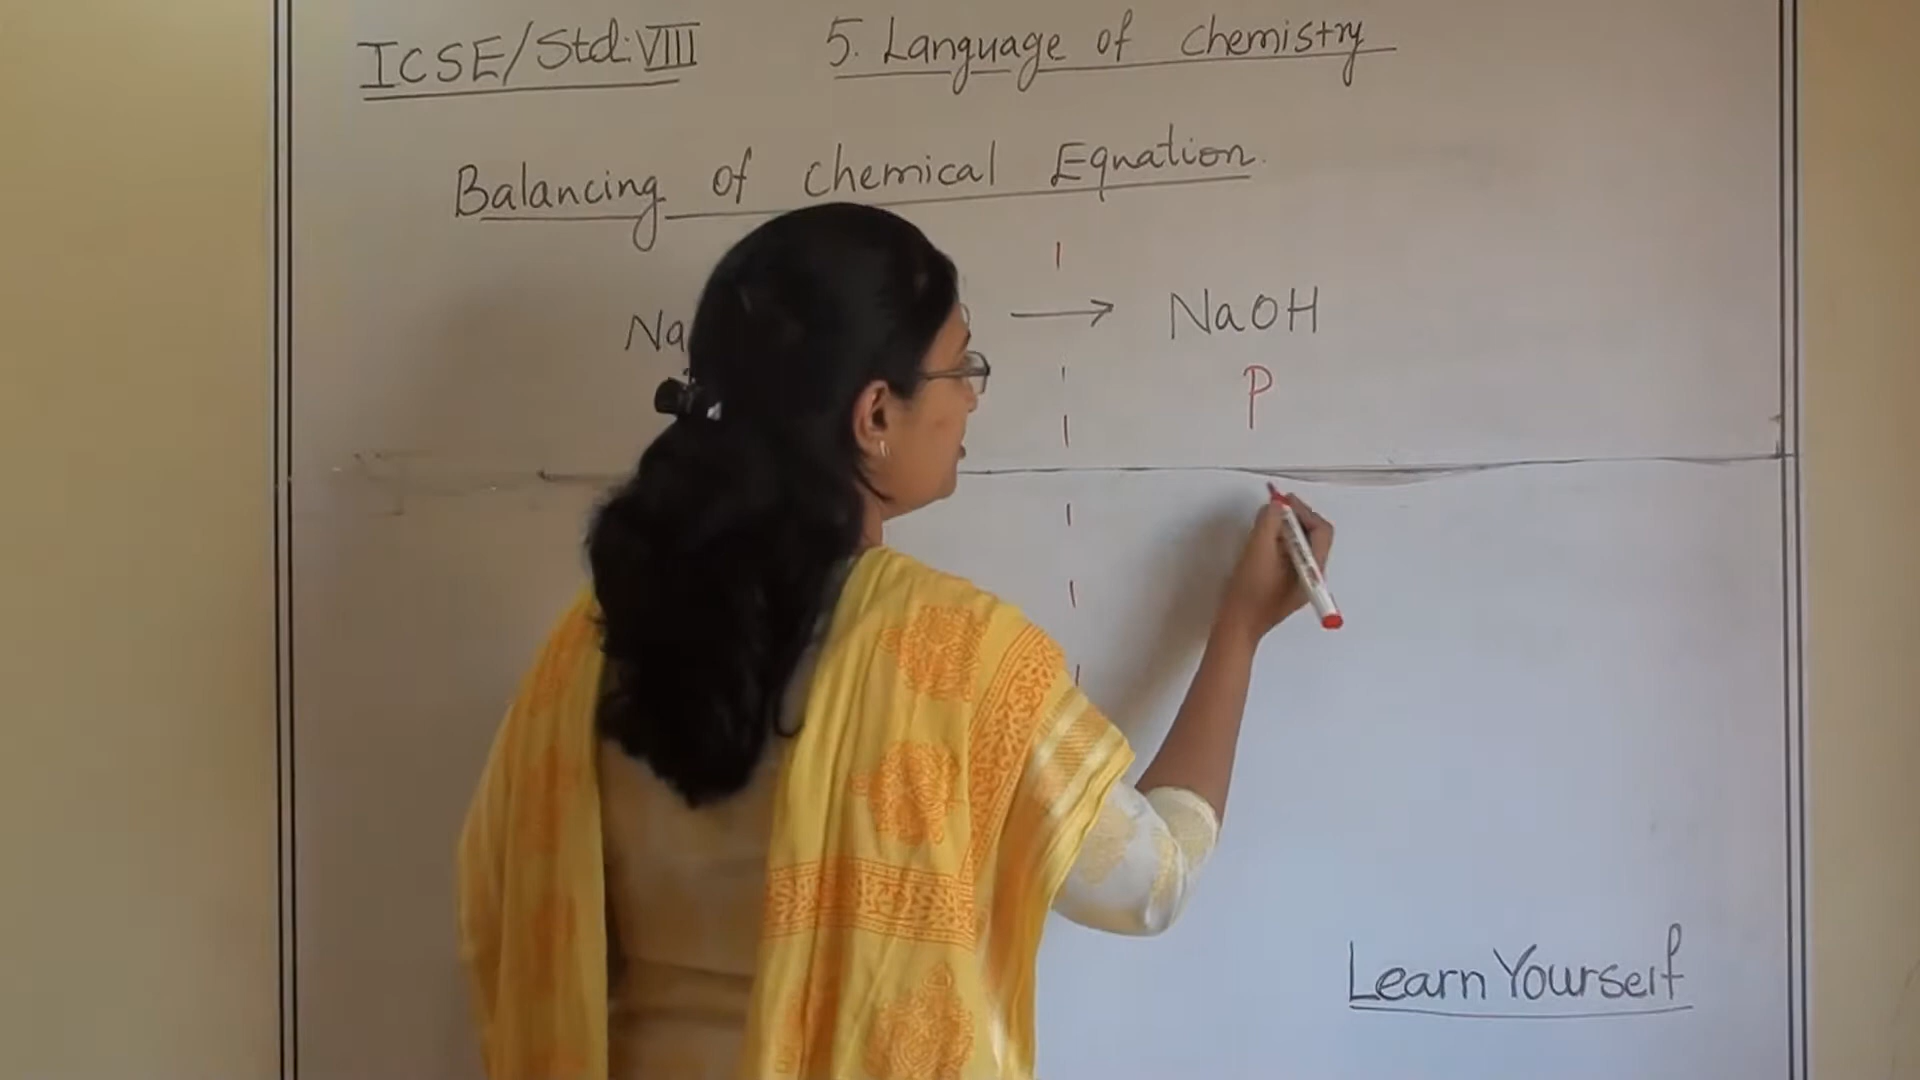 ICSE/Std:VIII 5. Language of chemistry
Balancing of chemical Equation.
Na → NaOH
P
Learn Yourself